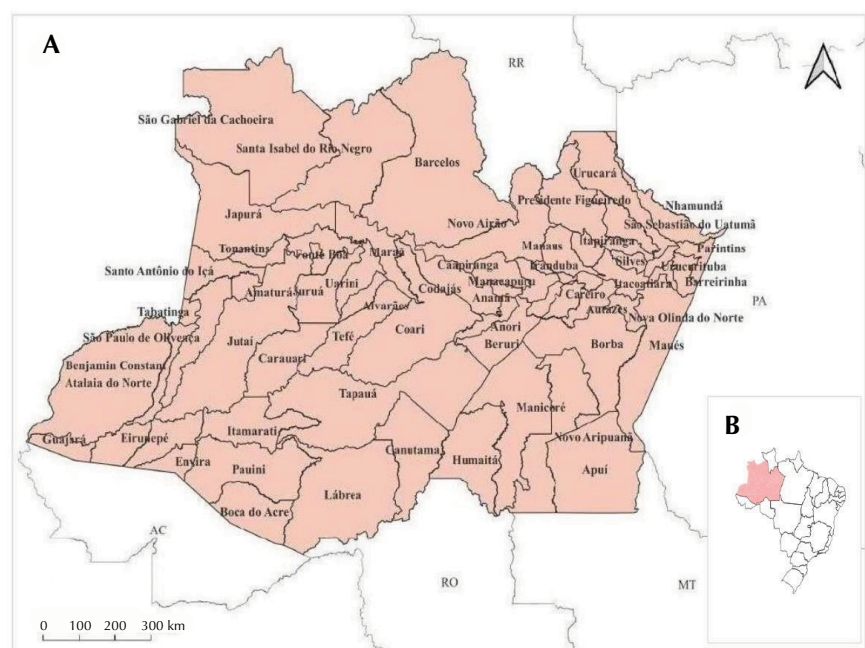 A
RR
São Gabriel da Cachoeira
Santa Isabel do Rio Negro
Barcelos
Urucará
Presidente Figueiredo
Nhamundá
Japurá
Novo Airão
São Sebastião do Uatumã
Tonantins
Fonte Boa
Maraã
Manaus
Itapiranga
Parintins
Santo Antônio do Içá
Caapiranga
Iranduba
Silves
Urucurituba
Amaturá
Juruá
Uarini
Codajás
Manacapuru
Itacoatiara
Barreirinha
Anamã
Careiro
PA
Tabatinga
Alvarães
Autazes
Nova Olinda do Norte
São Paulo de Olivença
Jutaí
Tefé
Coari
Anori
Beruri
Borba
Maués
Benjamin Constant
Carauari
Atalaia do Norte
Tapauá
Manicoré
Guajará
Eirunepé
Itamarati
Novo Aripuanã
Canutama
Envira
Pauini
Humaitá
Apuí
Lábrea
Boca do Acre
AC
RO
MT
0 100 200 300 km
B